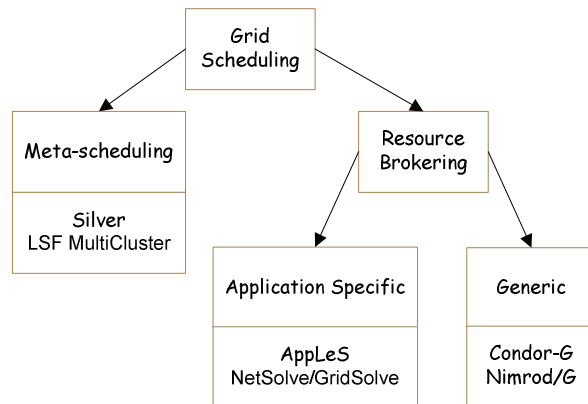 Grid
Scheduling
Meta-scheduling
Silver
LSF MultiCluster
Resource
Brokering
Application Specific
AppLeS
NetSolve/GridSolve
Generic
Condor-G
Nimrod/G